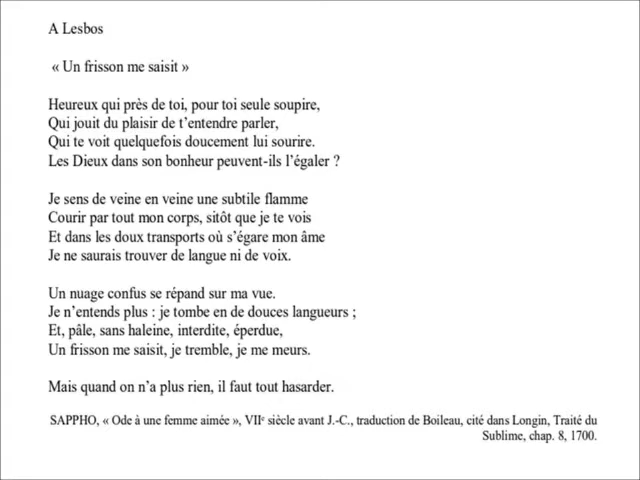 A Lesbos
« Un frisson me saisit »
Heureux qui près de toi, pour toi seule soupire,
Qui jouit du plaisir de t’entendre parler,
Qui te voit quelquefois doucement lui sourire.
Les Dieux dans son bonheur peuvent-ils l’égaler ?
Je sens de veine en veine une subtile flamme
Courir par tout mon corps, sitôt que je te vois
Et dans les doux transports où s’égare mon âme
Je ne saurais trouver de langue ni de voix.
Un nuage confus se répand sur ma vue.
Je n’entends plus : je tombe en de douces langueurs ;
Et, pâle, sans haleine, interdite, éperdue,
Un frisson me saisit, je tremble, je me meurs.
Mais quand on n’a plus rien, il faut tout hasarder.
SAPPHO, « Ode à une femme aimée », VIIe siècle avant J.-C., traduction de Boileau, cité dans Longin, Traité du
Sublime, chap. 8, 1700.